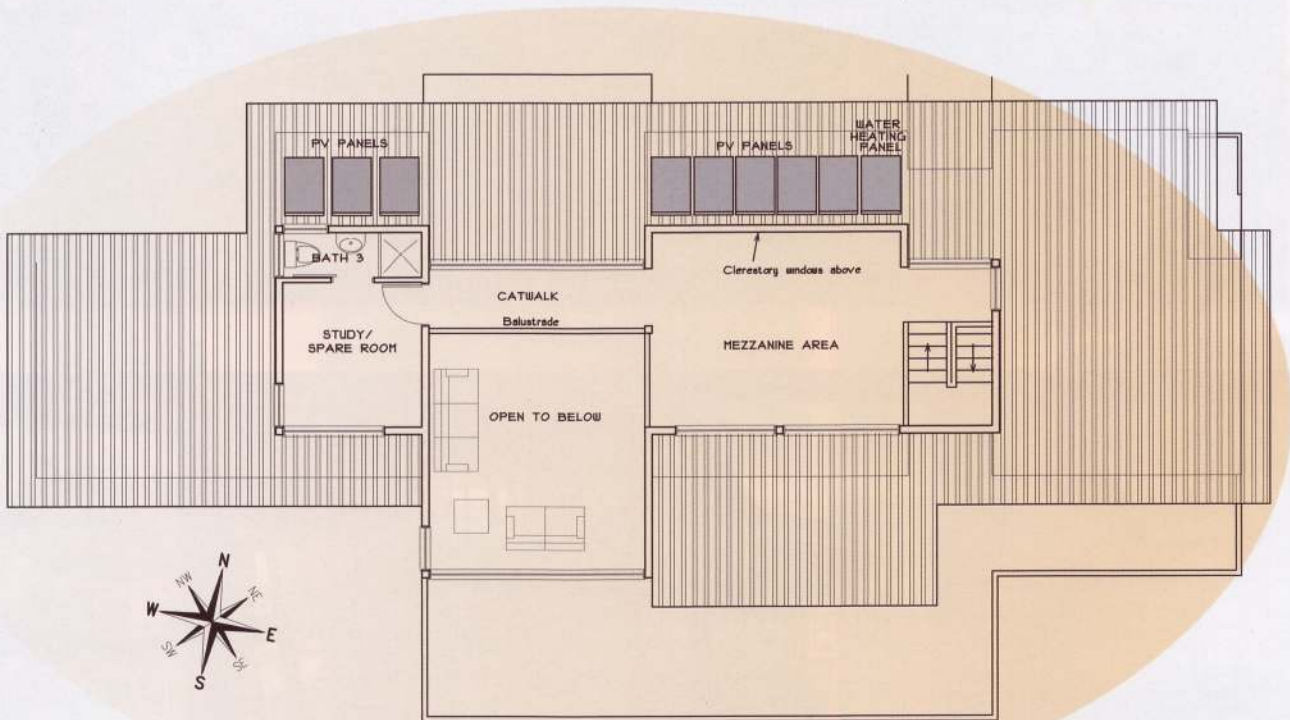 PV PANELS
PV PANELS
WATER
HEATING
PANEL
BATH 3
Clerestory windows above
CATWALK
Balustrade
STUDY/
SPARE ROOM
MEZZANINE AREA
OPEN TO BELOW
N
NW
NE
W
E
SW
SE
S